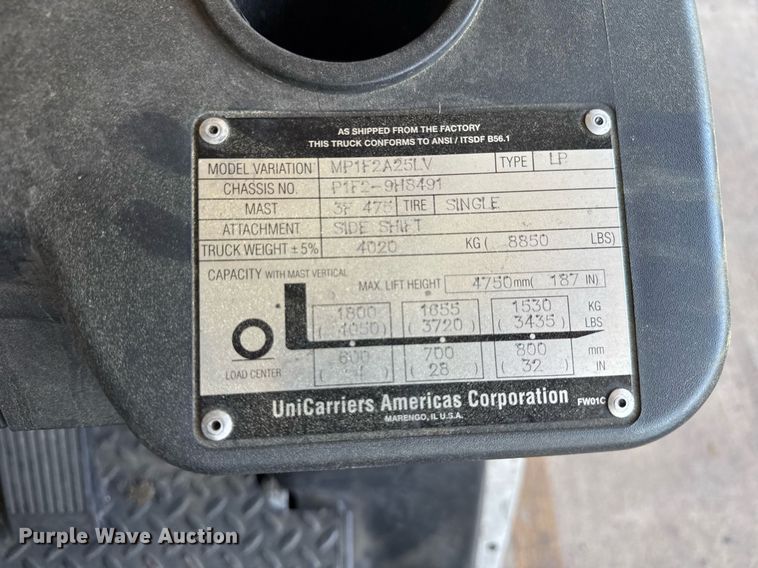 AS SHIPPED FROM THE FACTORY
THIS TRUCK CONFORMS TO ANSI / ITSDF B56.1
MODEL VARIATION MP1F2A25LV TYPE LP
CHASSIS NO. P1F2-9H8491
MAST 3F 475 TIRE SINGLE
ATTACHMENT SIDE SHIFT
TRUCK WEIGHT ±5% 4020 KG ( 8850 LBS)
CAPACITY WITH MAST VERTICAL
MAX. LIFT HEIGHT 4750mm( 187 IN)
1800 1655 1530 KG
( 4050) ( 3720 ) ( 3435 ) LBS
600 700 800 mm
LOAD CENTER ( ) ( 28 ) ( 32 ) IN
UniCarriers Americas Corporation FW01C
MARENGO, IL U.S.A.
Purple Wave Auction